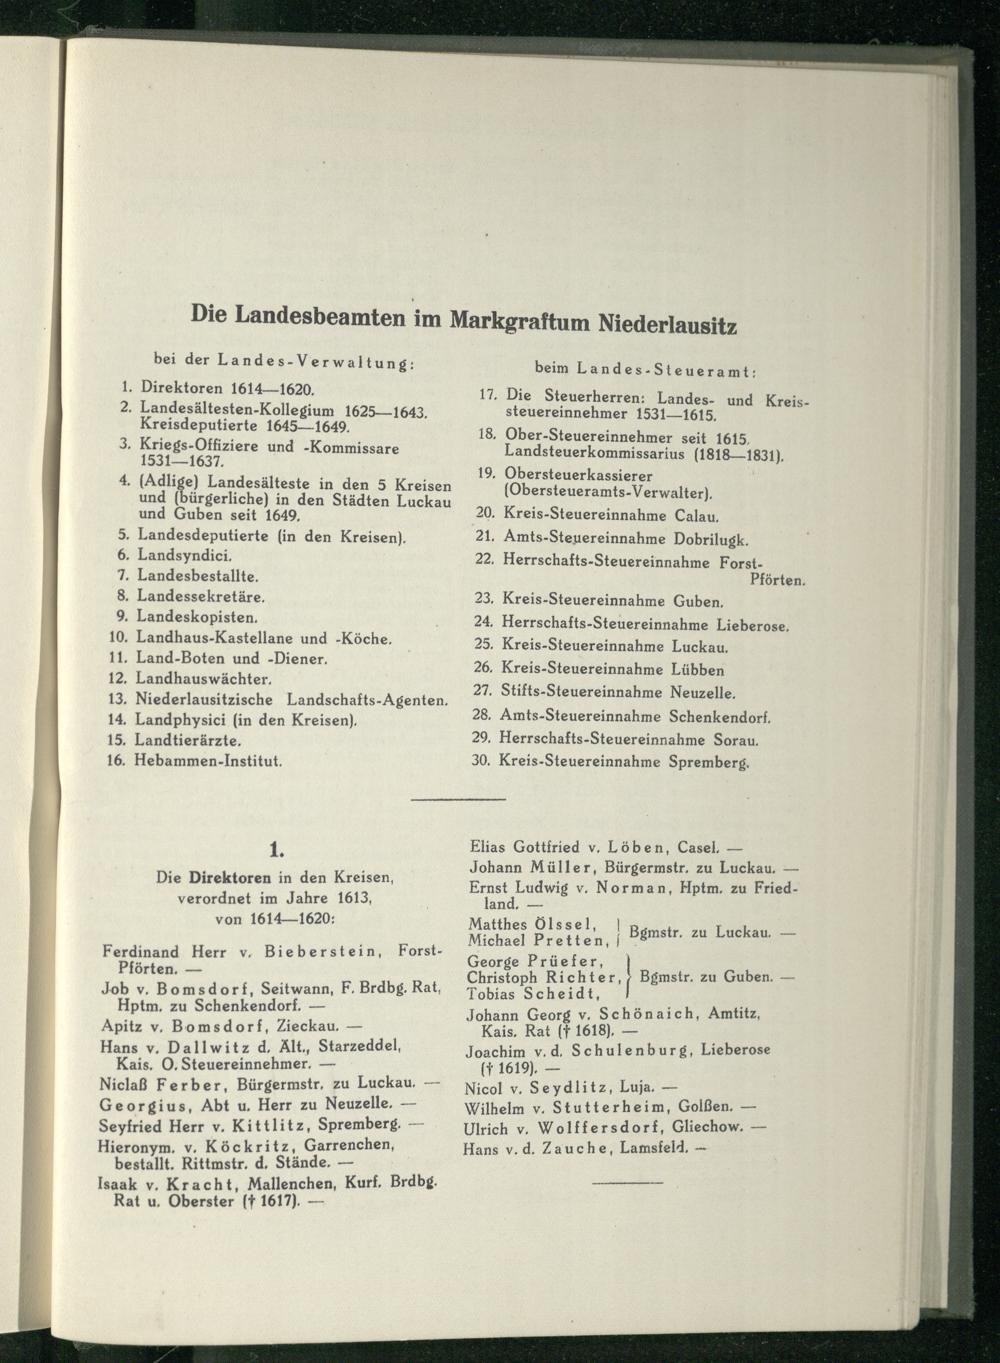 Die Landesbeamten im Markgraftum Niederlausitz
bei der Landes-Verwaltung:
1. Direktoren 1614—1620.
2. Landesältesten-Kollegium 1625—1643.
Kreisdeputierte 1645—1649.
3. Kriegs-Offiziere und -Kommissare
1531—1637.
4. (Adlige) Landesälteste in den 5 Kreisen
und (bürgerliche) in den Städten Luckau
und Guben seit 1649.
5. Landesdeputierte (in den Kreisen).
6. Landsyndici.
7. Landesbestallte.
8. Landessekretäre.
9. Landeskopisten.
10. Landhaus-Kastellane und -Köche.
11. Land-Boten und -Diener.
12. Landhauswächter.
13. Niederlausitzische Landschafts-Agenten.
14. Landphysici (in den Kreisen).
15. Landtierärzte.
16. Hebammen-Institut.
beim Landes-Steueramt:
17. Die Steuerherren: Landes- und Kreis-
steuereinnehmer 1531—1615.
18. Ober-Steuereinnehmer seit 1615.
Landsteuerkommissarius (1818—1831).
19. Obersteuerkassierer
(Obersteueramts-Verwalter).
20. Kreis-Steuereinnahme Calau.
21. Amts-Steuereinnahme Dobrilugk.
22. Herrschafts-Steuereinnahme Forst-
Pförten.
23. Kreis-Steuereinnahme Guben.
24. Herrschafts-Steuereinnahme Lieberose.
25. Kreis-Steuereinnahme Luckau.
26. Kreis-Steuereinnahme Lübben
27. Stifts-Steuereinnahme Neuzelle.
28. Amts-Steuereinnahme Schenkendorf.
29. Herrschafts-Steuereinnahme Sorau.
30. Kreis-Steuereinnahme Spremberg.
1.
Die Direktoren in den Kreisen,
verordnet im Jahre 1613,
von 1614—1620:
Ferdinand Herr v. Bieberstein, Forst-
Pförten. —
Job v. Bomsdorf, Seitwann, F. Brdbg. Rat,
Hptm. zu Schenkendorf. —
Apitz v. Bomsdorf, Zieckau. —
Hans v. Dallwitz d. Ält., Starzeddel,
Kais. O. Steuereinnehmer. —
Niclaß Ferber, Bürgermstr. zu Luckau. —
Georgius, Abt u. Herr zu Neuzelle. —
Seyfried Herr v. Kittlitz, Spremberg. —
Hieronym. v. Köckritz, Garrenchen,
bestallt. Rittmstr. d. Stände. —
Isaak v. Kracht, Mallenchen, Kurf. Brdbg.
Rat u. Oberster († 1617). —
Elias Gottfried v. Löben, Casel. —
Johann Müller, Bürgermstr. zu Luckau. —
Ernst Ludwig v. Norman, Hptm. zu Fried-
land. —
Matthes Ölssel,
Michael Pretten, } Bgmstr. zu Luckau. —
George Prüefer,
Christoph Richter, } Bgmstr. zu Guben. —
Tobias Scheidt,
Johann Georg v. Schönaich, Amtitz,
Kais. Rat († 1618). —
Joachim v. d. Schulenburg, Lieberose
(† 1619). —
Nicol v. Seydlitz, Luja. —
Wilhelm v. Stutterheim, Golßen. —
Ulrich v. Wolffersdorf, Gliechow. —
Hans v. d. Zauche, Lamsfeld. —